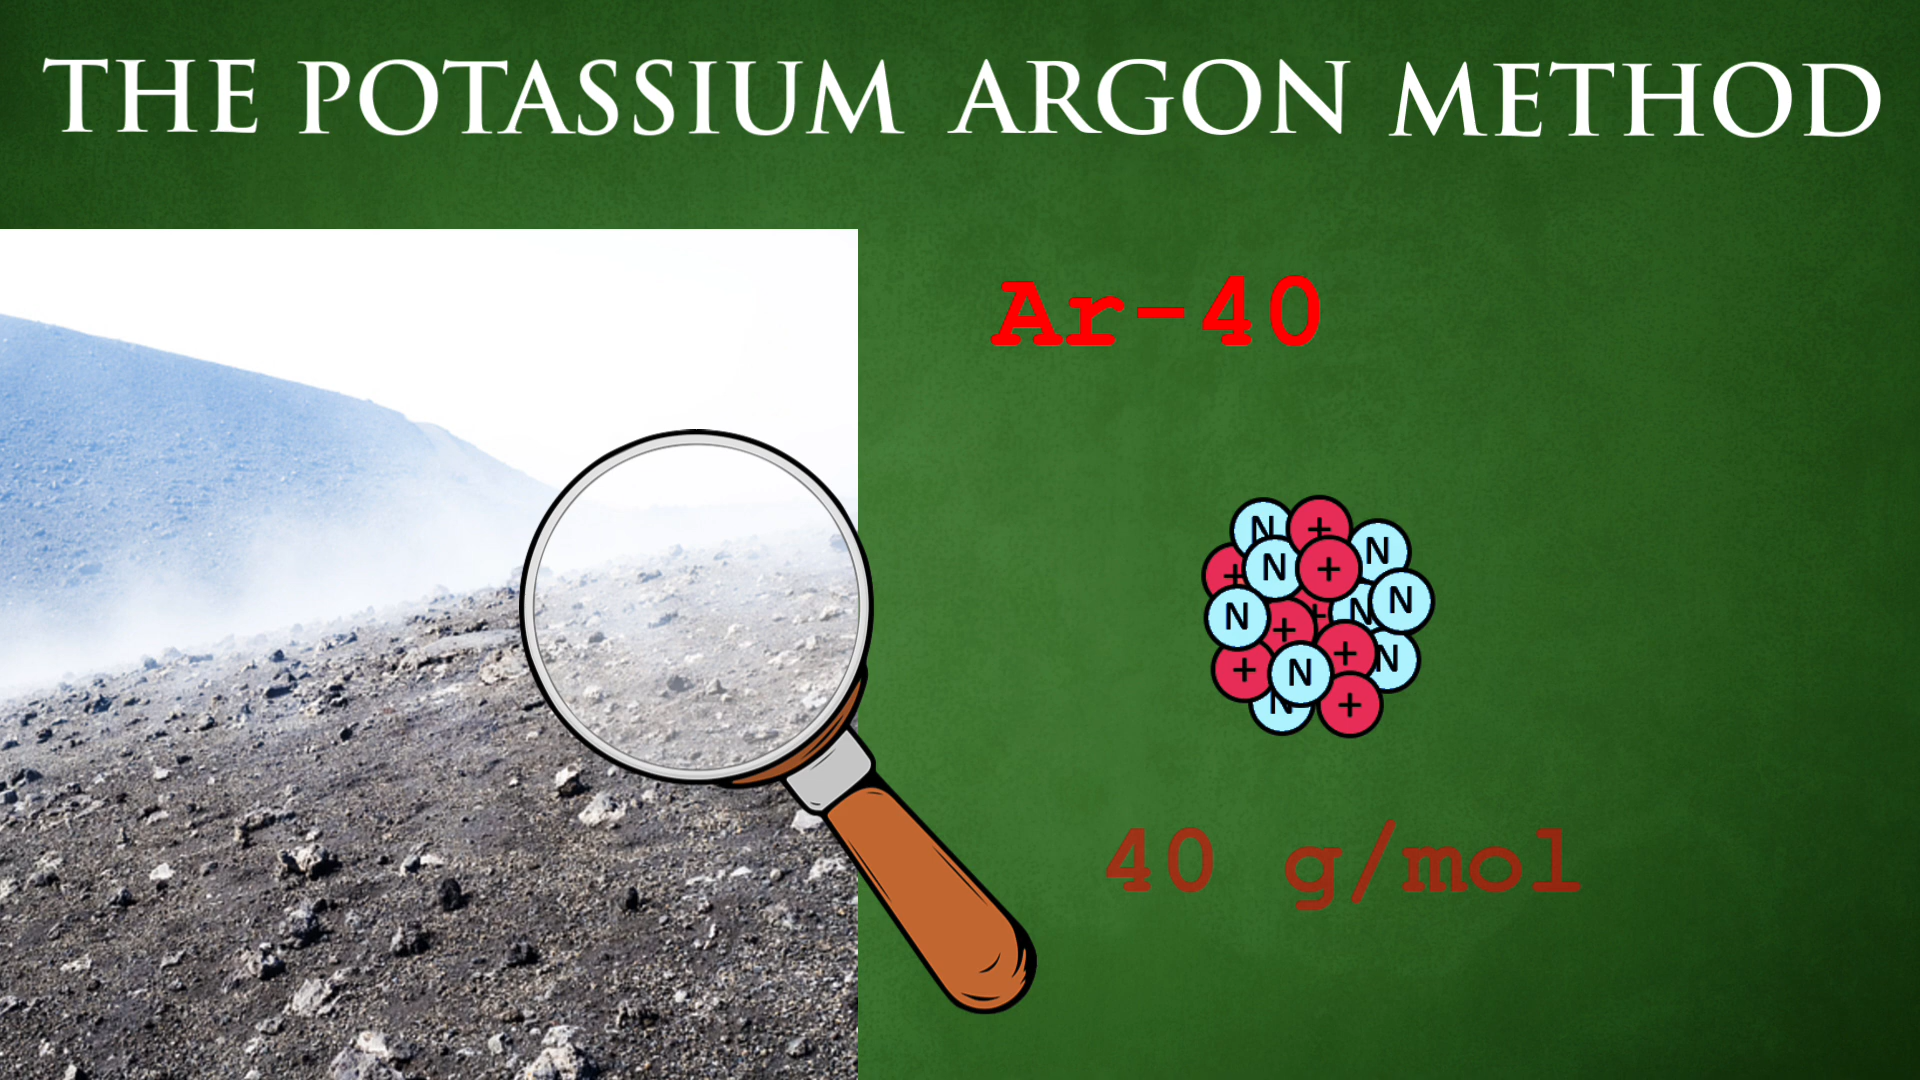 THE POTASSIUM ARGON METHOD
Ar-40
N + N
+ N +
N + + N N
+ N + N
N +
40 g/mol